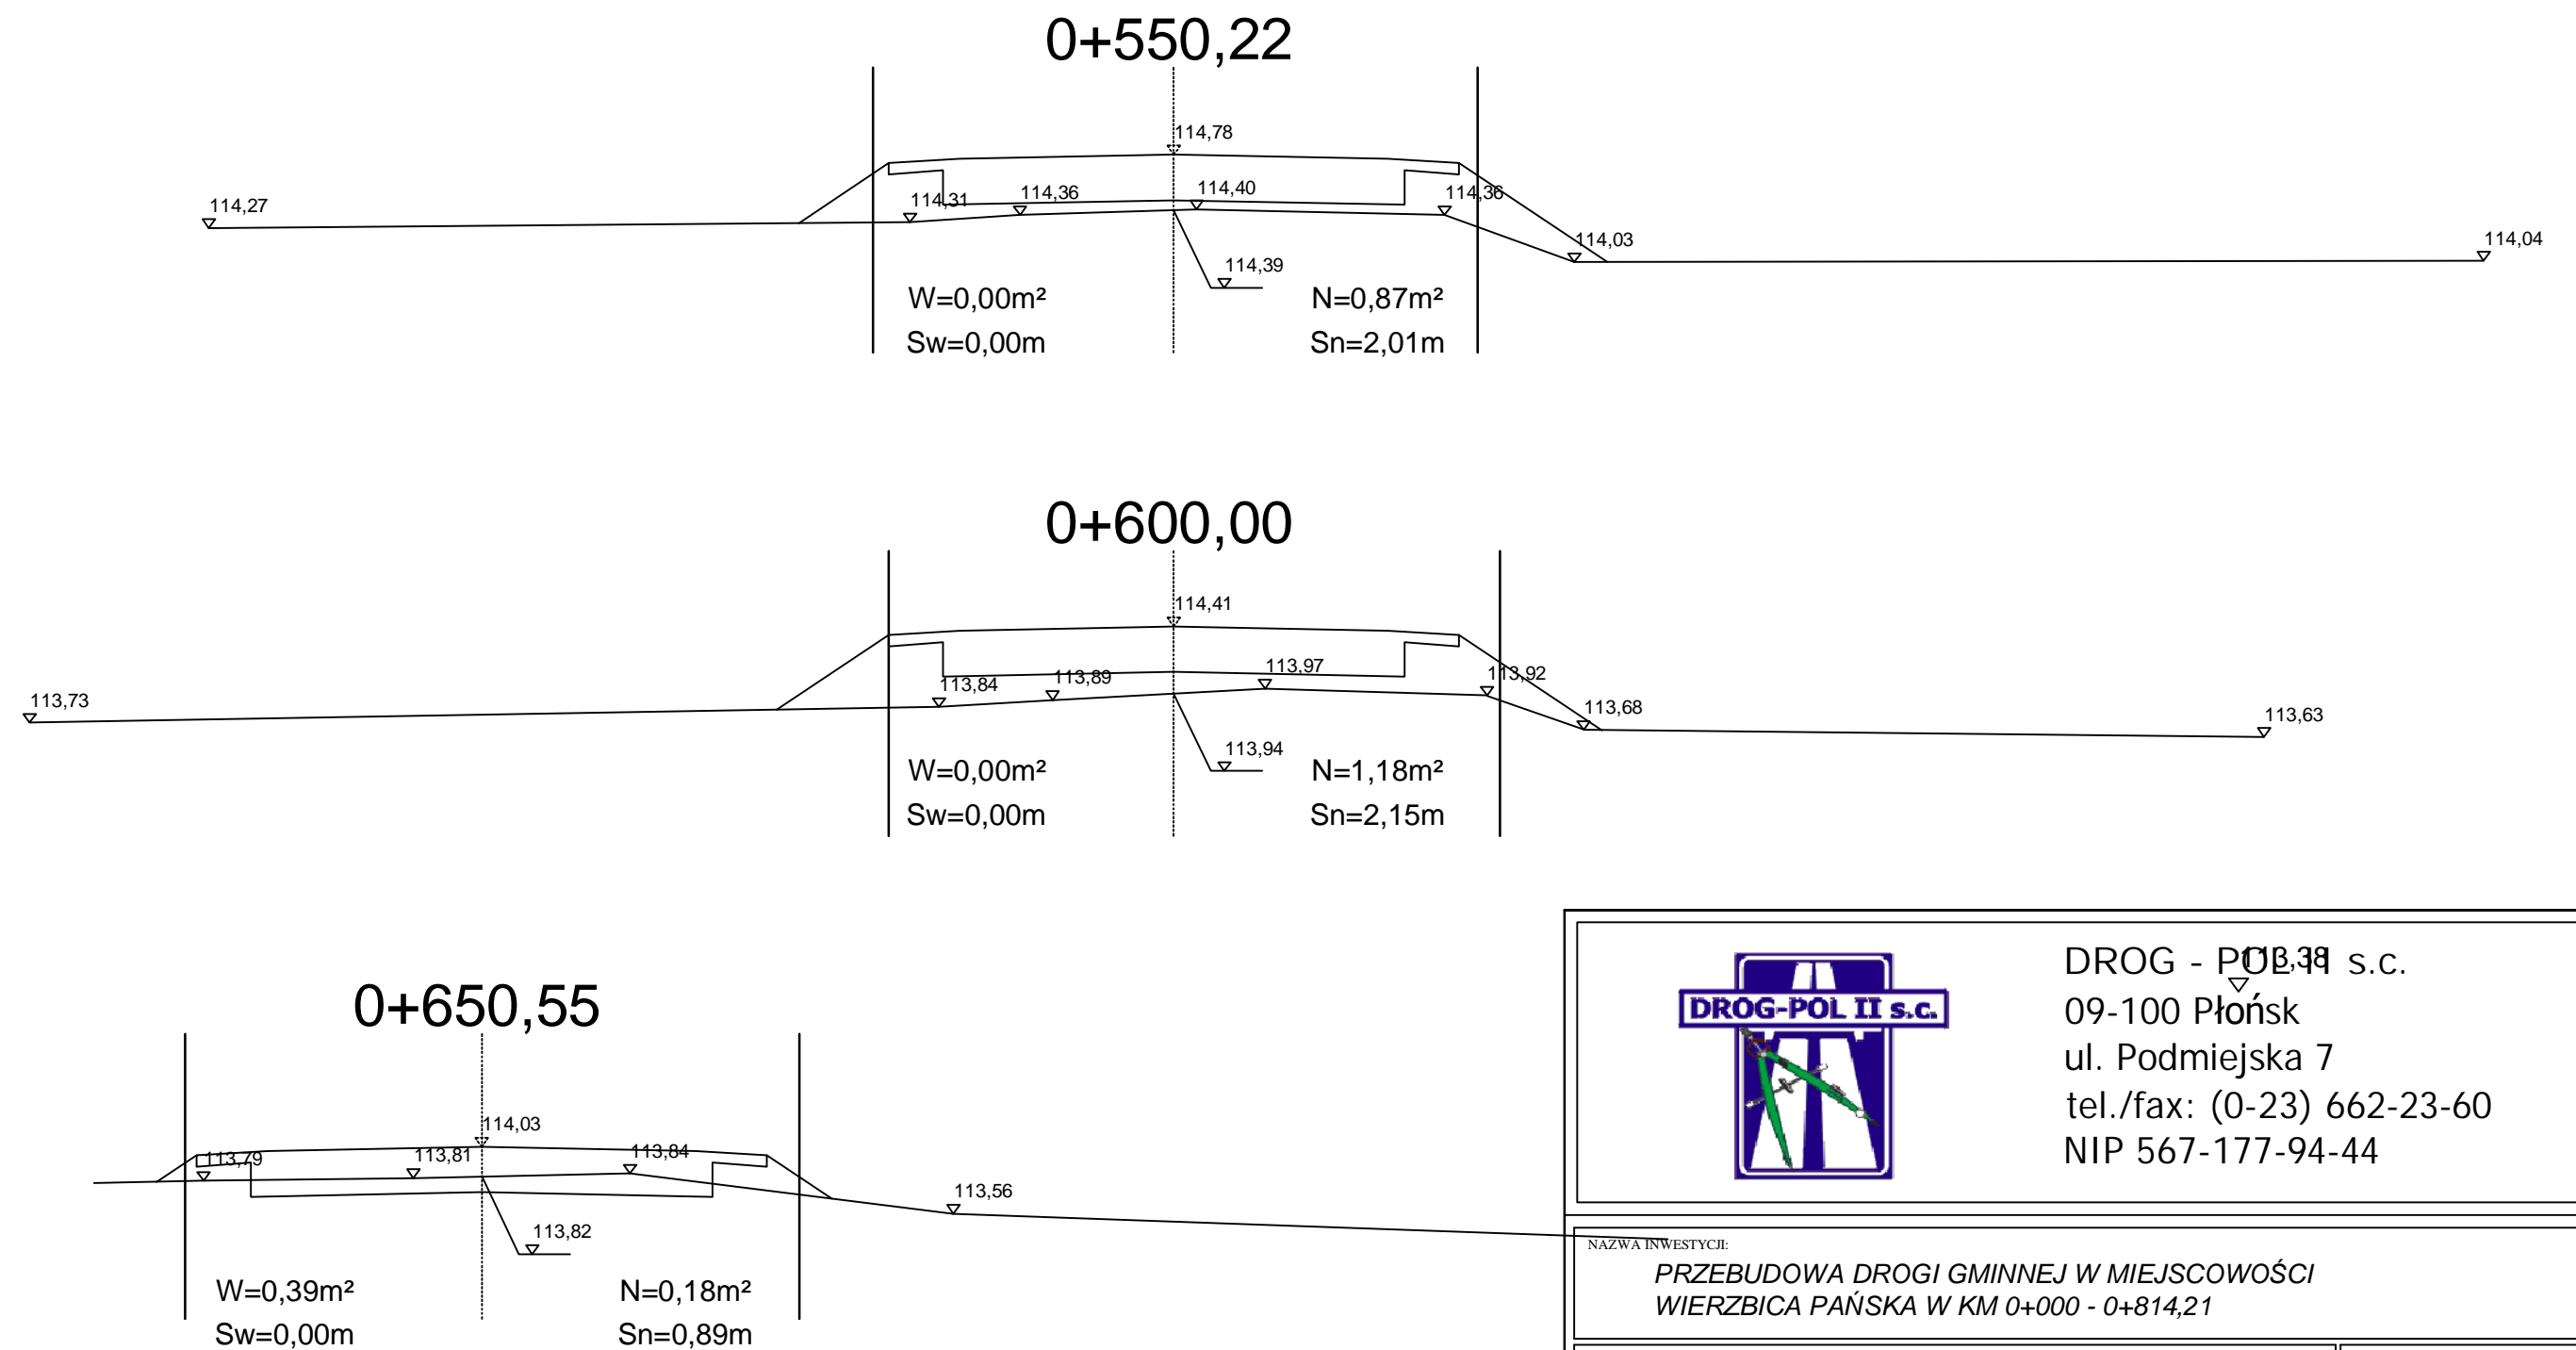 0+550,22
114,78
114,27
114,31
114,36
114,40
114,36
114,03
114,04
114,39
W=0,00m²
N=0,87m²
Sw=0,00m
Sn=2,01m
0+600,00
114,41
113,73
113,84
113,89
113,97
113,92
113,68
113,63
113,94
W=0,00m²
N=1,18m²
Sw=0,00m
Sn=2,15m
0+650,55
114,03
113,79
113,81
113,84
113,56
113,82
W=0,39m²
N=0,18m²
Sw=0,00m
Sn=0,89m
DROG-POL II s.c.
DROG - POL II s.c.
113,38
09-100 Płońsk
ul. Podmiejska 7
tel./fax: (0-23) 662-23-60
NIP 567-177-94-44
NAZWA INWESTYCJI:
PRZEBUDOWA DROGI GMINNEJ W MIEJSCOWOŚCI
WIERZBICA PAŃSKA W KM 0+000 - 0+814,21